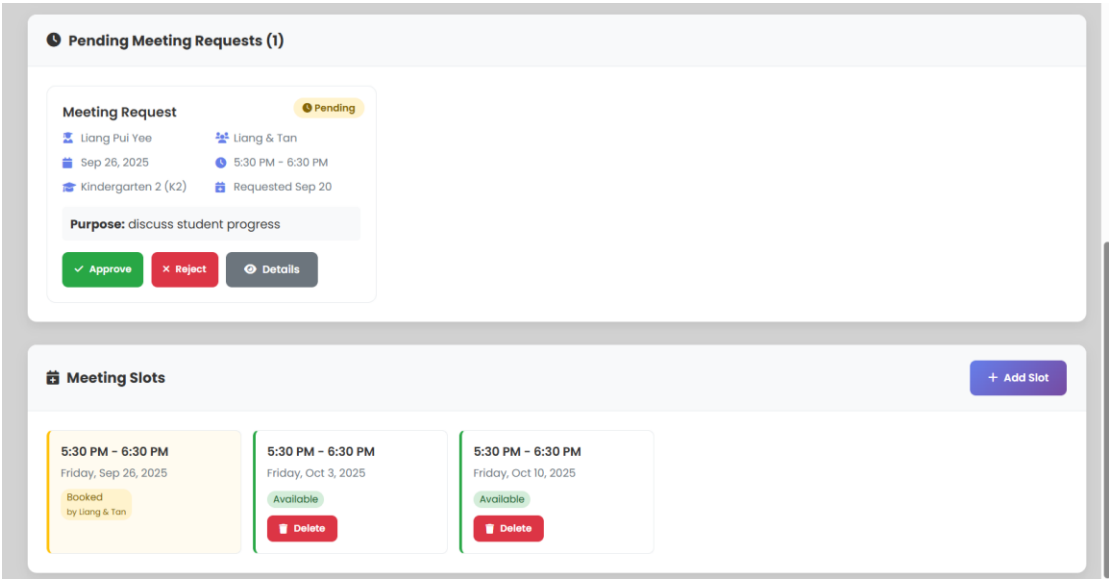 Pending Meeting Requests (1)
Meeting Request
Pending
Liang Pui Yee
Liang & Tan
Sep 26, 2025
5:30 PM - 6:30 PM
Kindergarten 2 (K2)
Requested Sep 20
Purpose: discuss student progress
Approve
Reject
Details
Meeting Slots
+ Add Slot
5:30 PM - 6:30 PM
Friday, Sep 26, 2025
Booked
by Liang & Tan
5:30 PM - 6:30 PM
Friday, Oct 3, 2025
Available
Delete
5:30 PM - 6:30 PM
Friday, Oct 10, 2025
Available
Delete